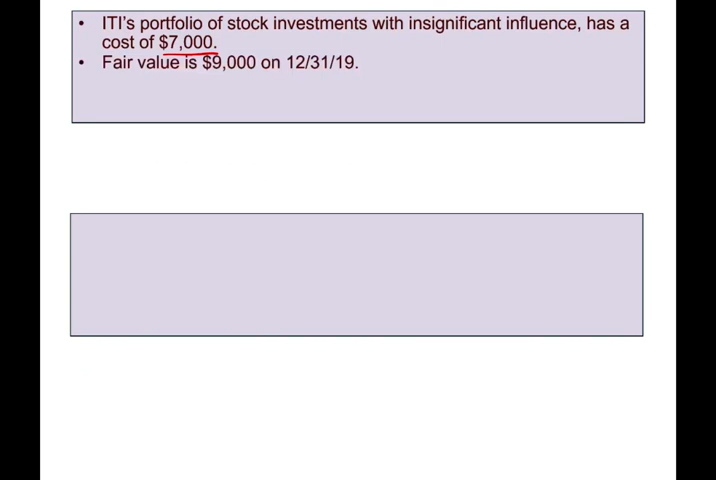 • ITI's portfolio of stock investments with insignificant influence, has a
cost of $7,000.
• Fair value is $9,000 on 12/31/19.